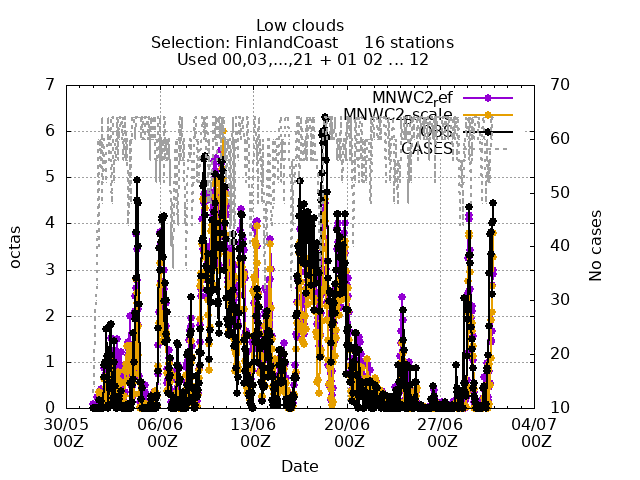 Low clouds
Selection: FinlandCoast 16 stations
Used 00,03,...,21 + 01 02 ... 12
7 70
MNWC2ref
MNWC2scale
OBS
CASES
6 60
5 50
4 40
3 30
2 20
1
0 10
octas
No cases
30/05 06/06 13/06 20/06 27/06 04/07
00Z 00Z 00Z 00Z 00Z 00Z
Date